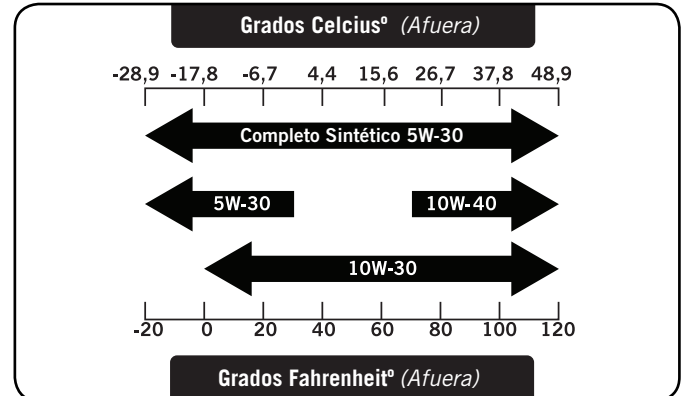 Grados Celciusº (Afuera)
-28,9 -17,8 -6,7 4,4 15,6 26,7 37,8 48,9
Completo Sintético 5W-30
5W-30 10W-40
10W-30
-20 0 20 40 60 80 100 120
Grados Fahrenheitº (Afuera)